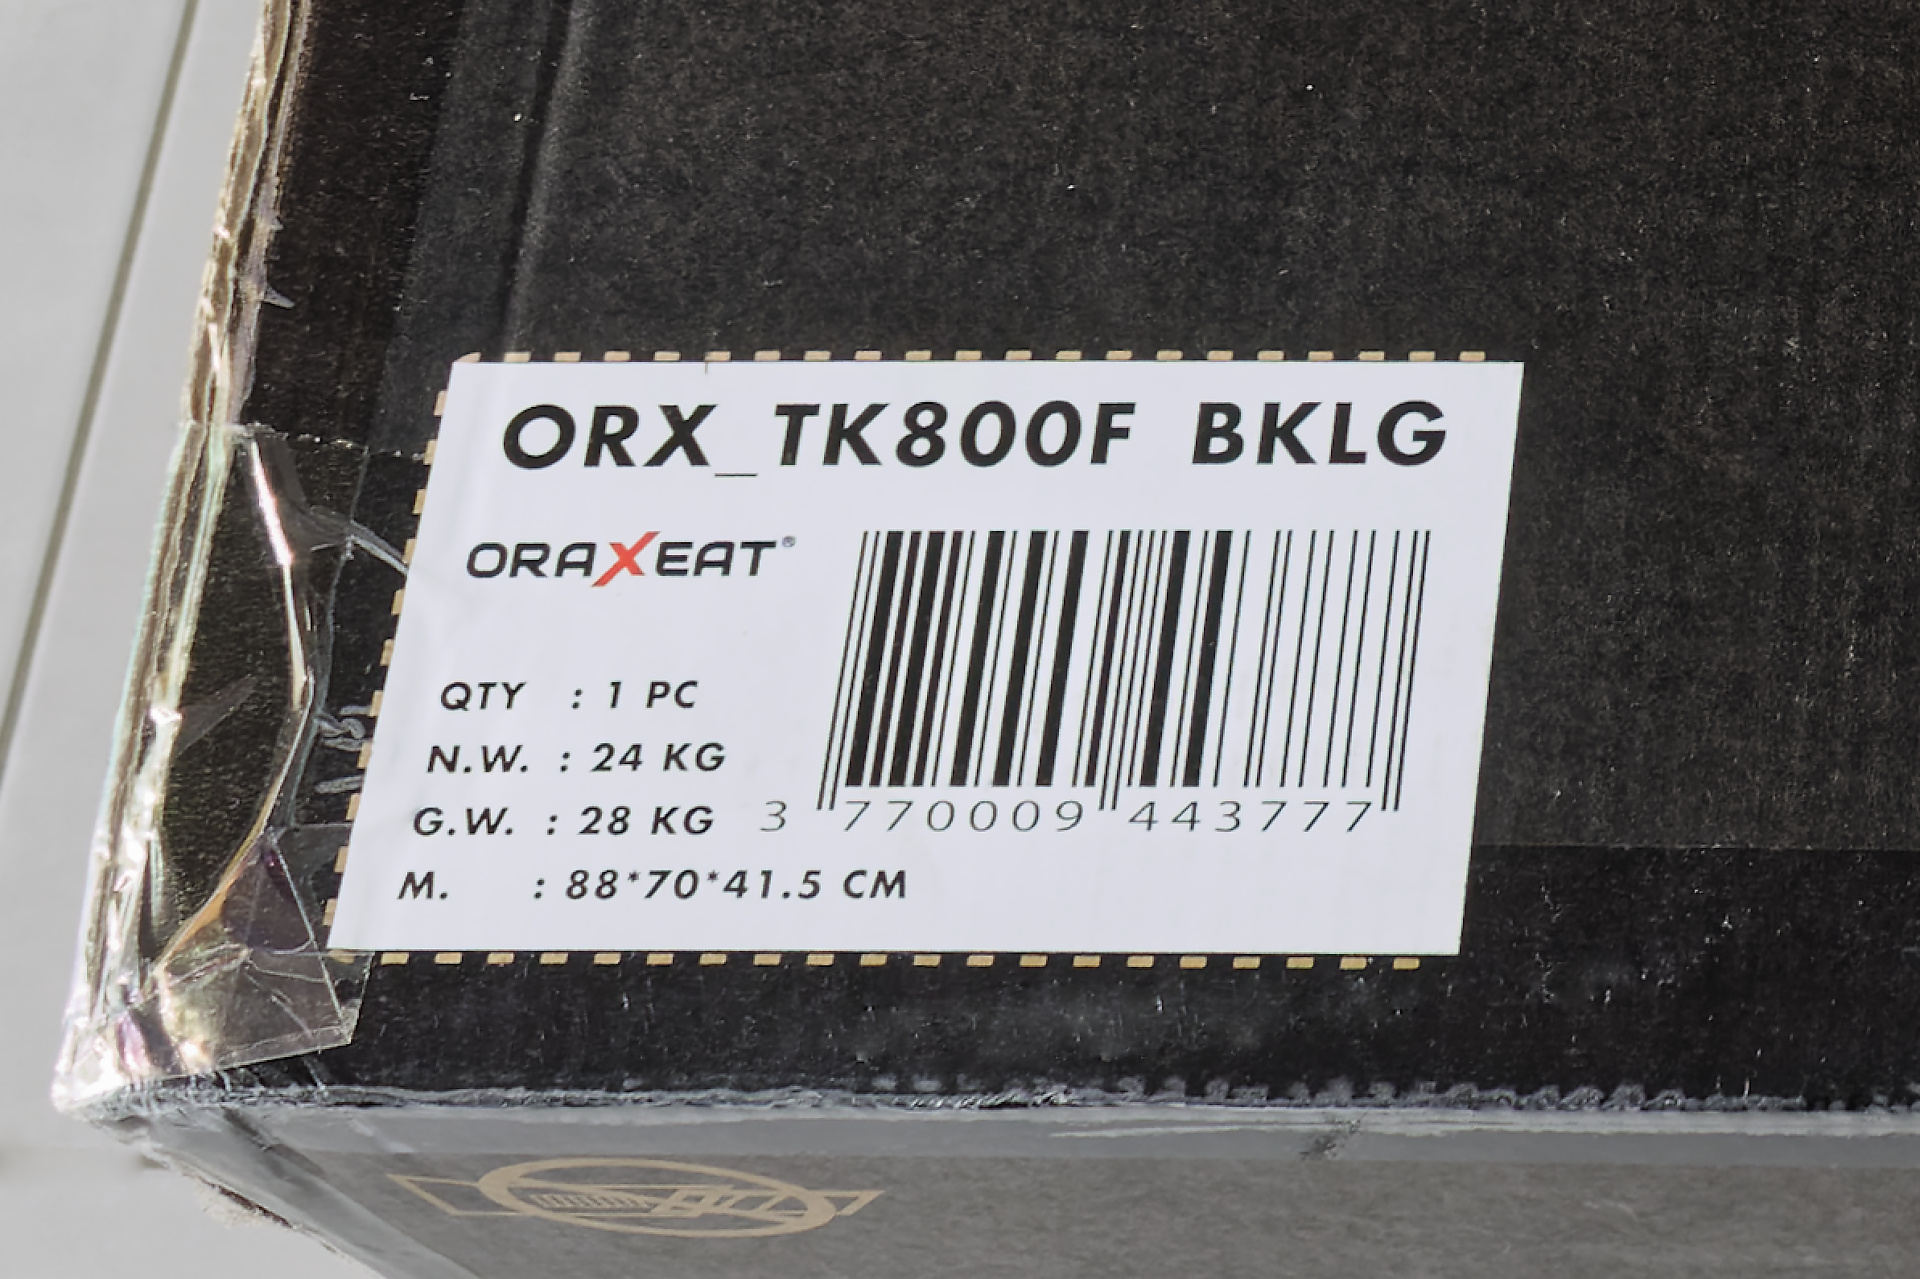 ORX_TK800F BKLG
ORAXEAT®
QTY : 1 PC
N.W. : 24 KG
G.W. : 28 KG
M. : 88*70*41.5 CM
3 770009 443777